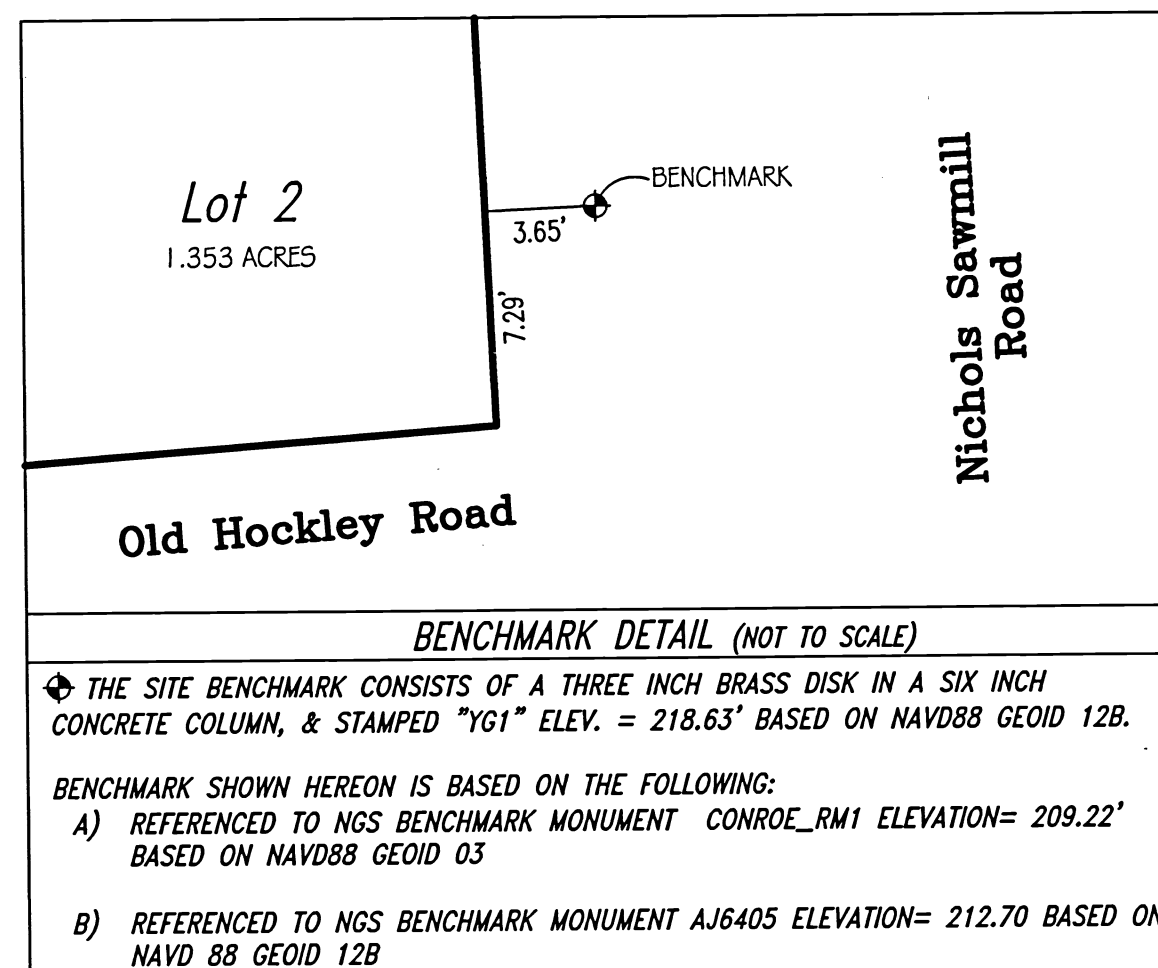 Lot 2
1.353 ACRES
BENCHMARK
3.65'
7.29'
Nichols Sawmill
Road
Old Hockley Road
BENCHMARK DETAIL (NOT TO SCALE)
THE SITE BENCHMARK CONSISTS OF A THREE INCH BRASS DISK IN A SIX INCH
CONCRETE COLUMN, & STAMPED "YG1" ELEV. = 218.63' BASED ON NAVD88 GEOID 12B.
BENCHMARK SHOWN HEREON IS BASED ON THE FOLLOWING:
A) REFERENCED TO NGS BENCHMARK MONUMENT CONROE_RM1 ELEVATION= 209.22'
BASED ON NAVD88 GEOID 03
B) REFERENCED TO NGS BENCHMARK MONUMENT AJ6405 ELEVATION= 212.70 BASED ON
NAVD 88 GEOID 12B